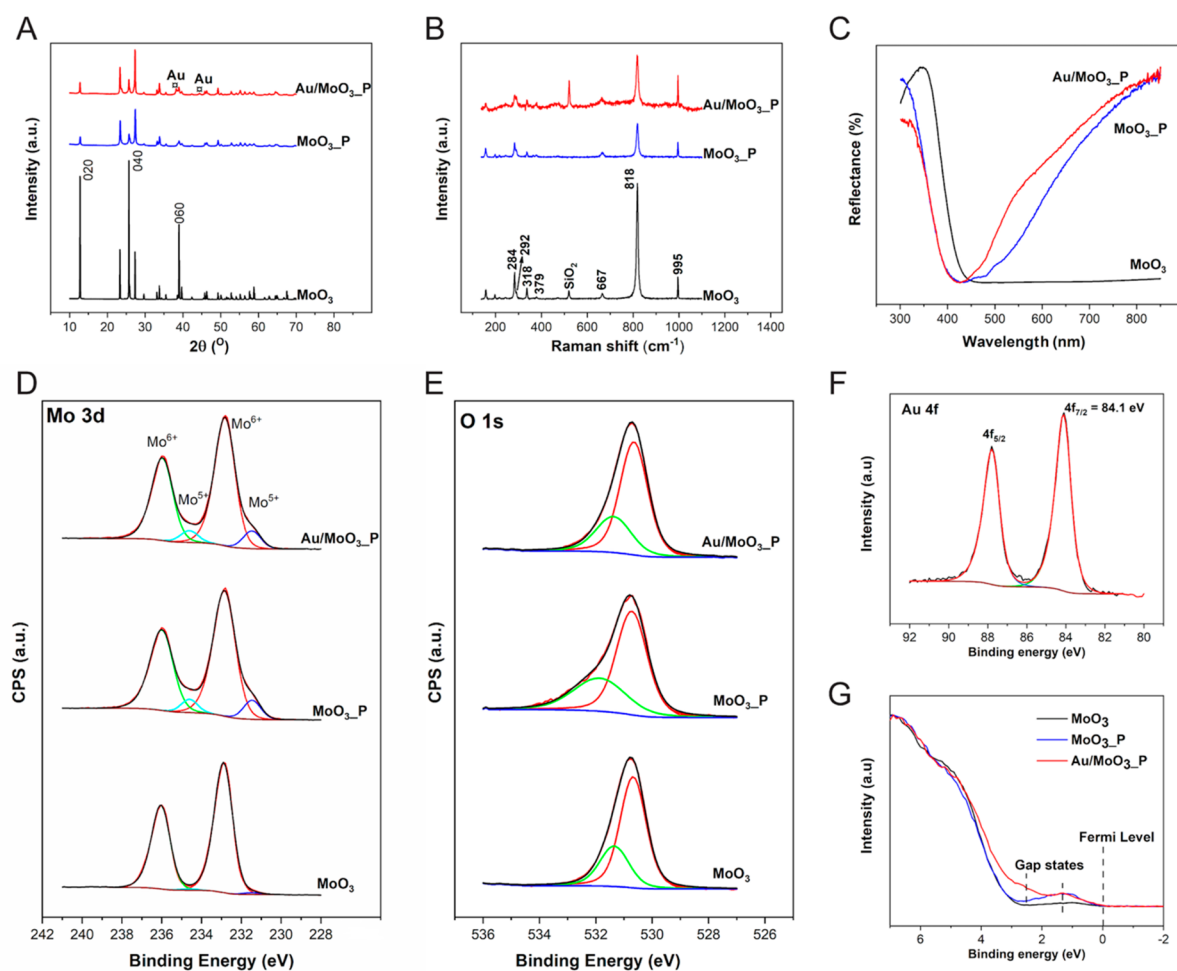 A
Intensity (a.u.)
Au
Au
Au/MoO₃_P
MoO₃_P
020
040
060
MoO₃
10 20 30 40 50 60 70 80
2θ (O)
B
Intensity (a.u.)
Au/MoO₃_P
MoO₃_P
818
284
292
318
379
SiO₂
667
995
MoO₃
200 400 600 800 1000 1200 1400
Raman shift (cm⁻¹)
C
Reflectance (%)
Au/MoO₃_P
MoO₃_P
MoO₃
300 400 500 600 700 800
Wavelength (nm)
D
Mo 3d
CPS (a.u.)
Mo⁶⁺
Mo⁶⁺
Mo⁵⁺
Mo⁵⁺
Au/MoO₃_P
MoO₃_P
MoO₃
242 240 238 236 234 232 230 228
Binding Energy (eV)
E
O 1s
CPS (a.u.)
Au/MoO₃_P
MoO₃_P
MoO₃
536 534 532 530 528 526
Binding Energy (eV)
F
Au 4f
Intensity (a.u)
4f₅/₂
4f₇/₂ = 84.1 eV
92 90 88 86 84 82 80
Binding energy (eV)
G
Intensity (a.u)
MoO₃
MoO₃_P
Au/MoO₃_P
Fermi Level
Gap states
6 4 2 0 -2
Binding energy (eV)